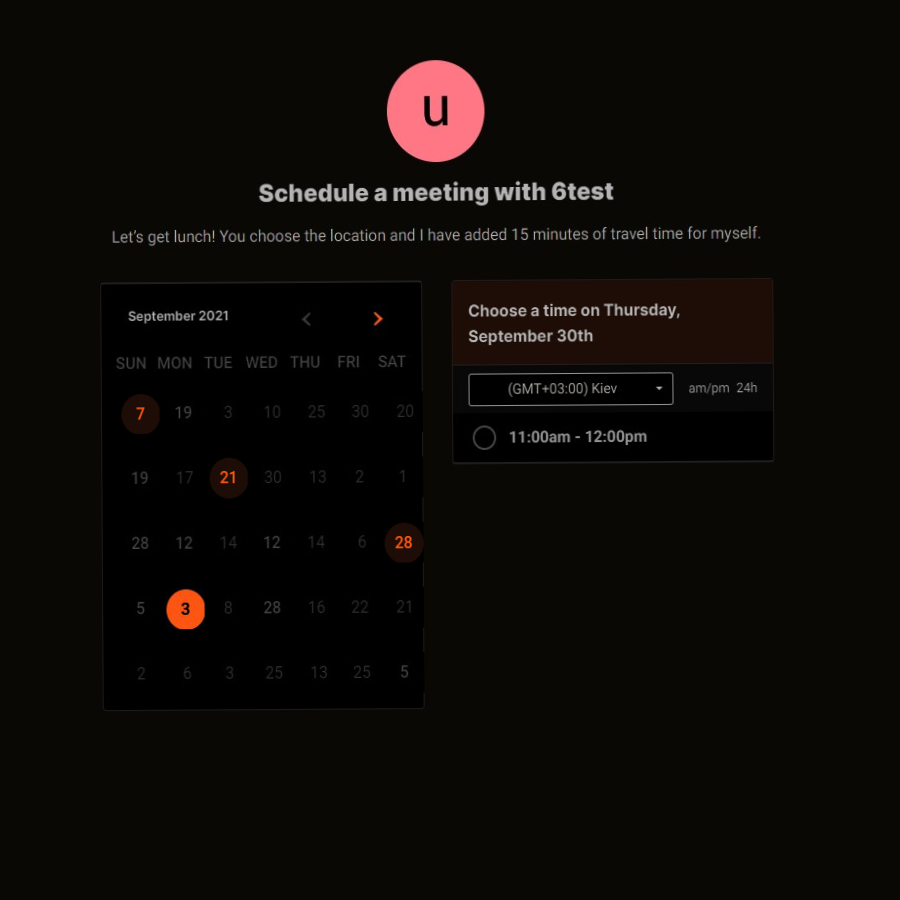 u
Schedule a meeting with 6test
Let's get lunch! You choose the location and I have added 15 minutes of travel time for myself.
September 2021
SUN MON TUE WED THU FRI SAT
7 19 3 10 25 30 20
19 17 21 30 13 2 1
28 12 14 12 14 6 28
5 3 8 28 16 22 21
2 6 3 25 13 25 5
Choose a time on Thursday,
September 30th
(GMT+03:00) Kiev am/pm 24h
11:00am - 12:00pm